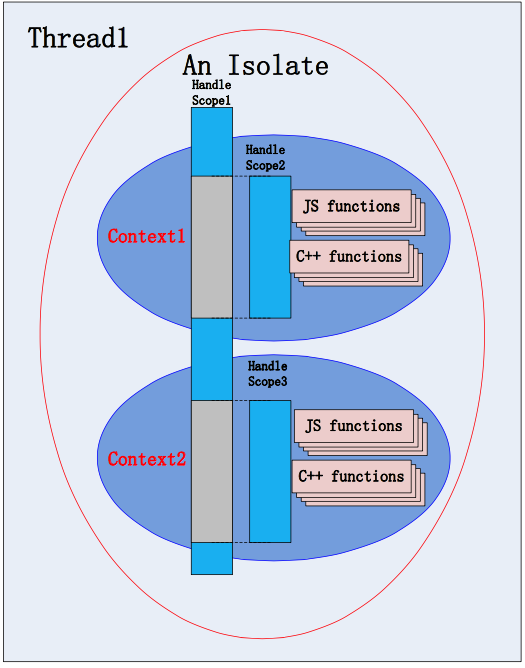 Thread1
An Isolate
Handle
Scope1
Handle
Scope2
JS functions
Context1
C++ functions
Handle
Scope3
JS functions
Context2
C++ functions